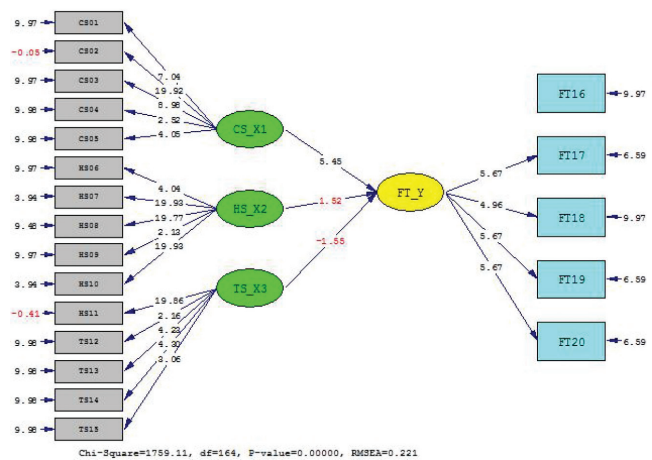 9.97 CS01
-0.05 CS02
9.97 CS03
9.98 CS04
9.98 CS05
9.97 HS06
3.94 HS07
9.48 HS08
9.97 HS09
3.94 HS10
-0.41 HS11
9.98 TS12
9.98 TS13
9.98 TS14
9.98 TS15
7.04
19.92
8.98
2.52
4.05
4.04
19.93
19.77
2.13
19.93
19.86
2.16
4.23
4.30
3.06
CS_X1
HS_X2
TS_X3
5.45
1.52
-1.55
FT_Y
5.67
4.96
5.67
5.67
FT16 9.97
FT17 6.59
FT18 9.97
FT19 6.59
FT20 6.59
Chi-Square=1759.11, df=164, P-value=0.00000, RMSEA=0.221